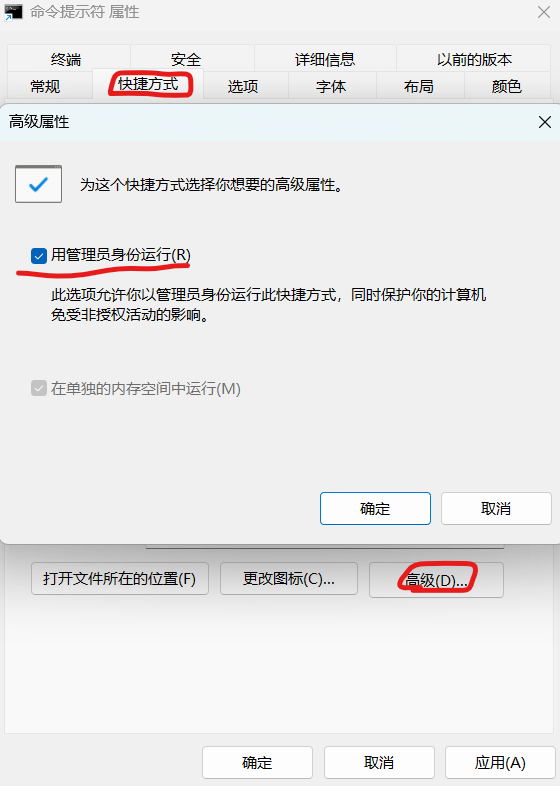 命令提示符 属性
终端 安全 详细信息 以前的版本
常规 快捷方式 选项 字体 布局 颜色
高级属性
为这个快捷方式选择你想要的高级属性。
用管理员身份运行(R)
此选项允许你以管理员身份运行此快捷方式，同时保护你的计算机
免受非授权活动的影响。
在单独的内存空间中运行(M)
确定 取消
打开文件所在的位置(F) 更改图标(C)... 高级(D)...
确定 取消 应用(A)